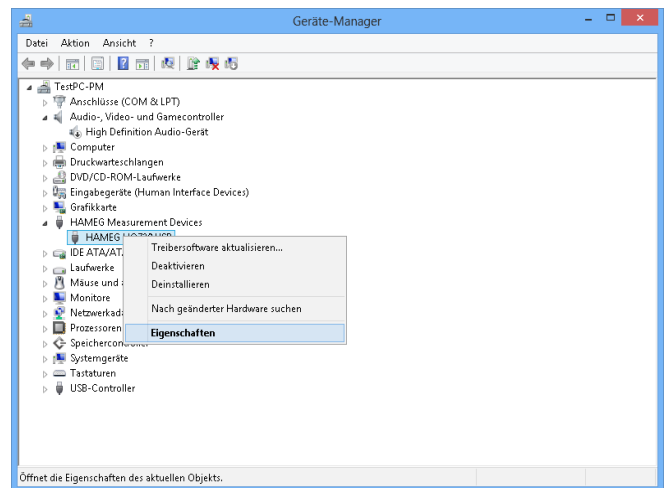 Geräte-Manager
Datei Aktion Ansicht ?
TestPC-PM
Anschlüsse (COM & LPT)
Audio-, Video- und Gamecontroller
High Definition Audio-Gerät
Computer
Druckwarteschlangen
DVD/CD-ROM-Laufwerke
Eingabegeräte (Human Interface Devices)
Grafikkarte
HAMEG Measurement Devices
HAMEG
IDE ATA/AT
Laufwerke
Mäuse und
Monitore
Netzwerkad
Prozessoren
Speichercon
Systemgeräte
Tastaturen
USB-Controller
Treibersoftware aktualisieren...
Deaktivieren
Deinstallieren
Nach geänderter Hardware suchen
Eigenschaften
Öffnet die Eigenschaften des aktuellen Objekts.